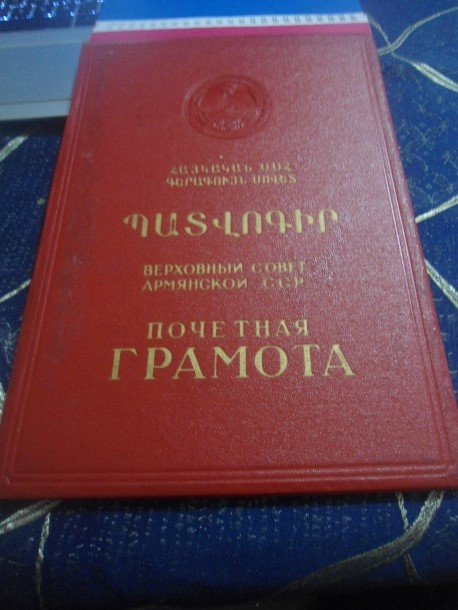 ՀԱՅԿԱԿԱՆ ՍՍՀ
ԳԵՐԱԳՈՒՅՆ ՍՈՎԵՏ
ՊԱՏՎՈԳԻՐ
ВЕРХОВНЫЙ СОВЕТ
АРМЯНСКОЙ ССР
ПОЧЕТНАЯ
ГРАМОТА